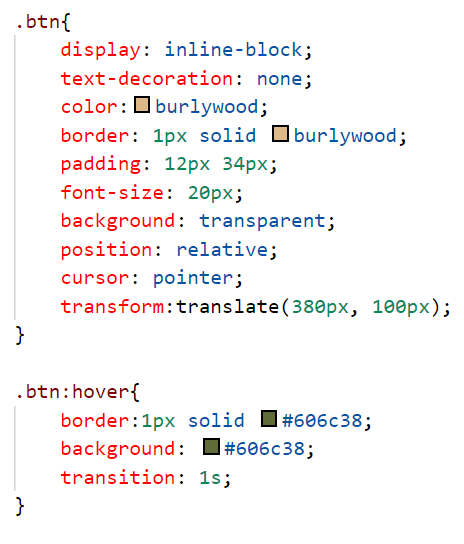 .btn{
display: inline-block;
text-decoration: none;
color: burlywood;
border: 1px solid burlywood;
padding: 12px 34px;
font-size: 20px;
background: transparent;
position: relative;
cursor: pointer;
transform:translate(380px, 100px);
}
.btn:hover{
border:1px solid #606c38;
background: #606c38;
transition: 1s;
}